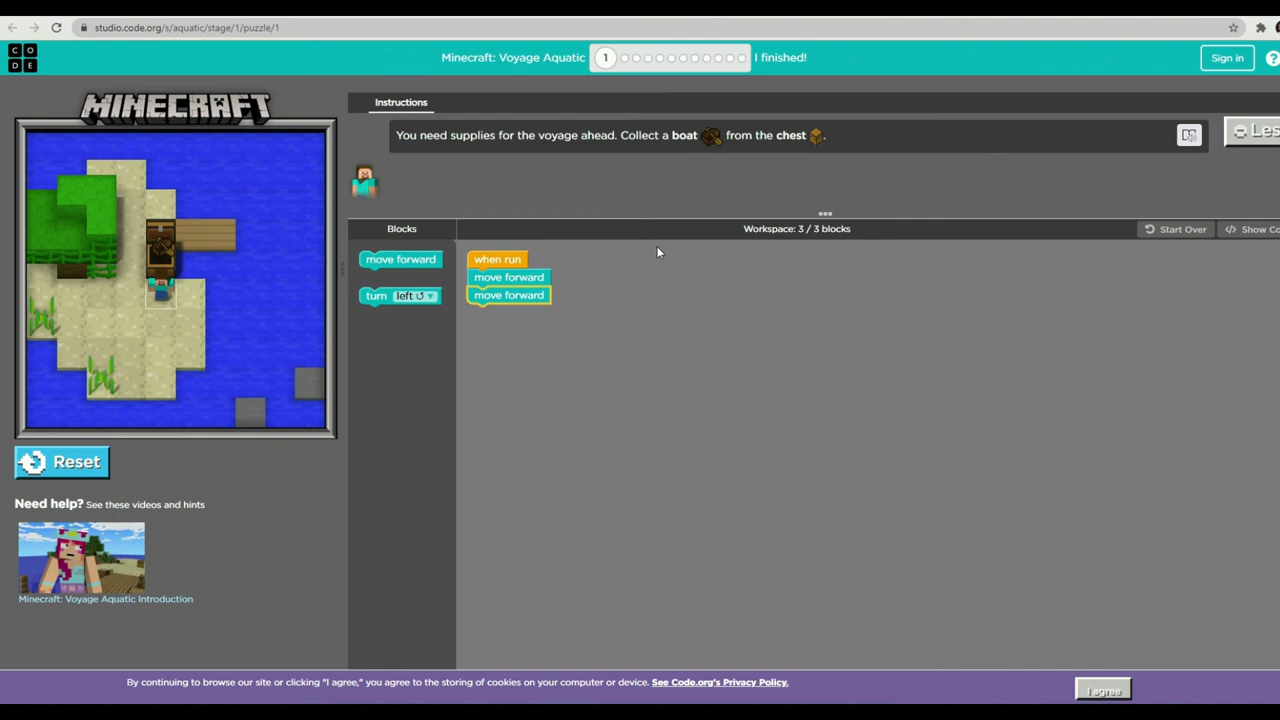 studio.code.org/s/aquatic/stage/1/puzzle/1
C O
D E
Minecraft: Voyage Aquatic
1
I finished!
Sign in
?
MINECRAFT
Instructions
You need supplies for the voyage ahead. Collect a boat from the chest .
Les
Blocks
Workspace: 3 / 3 blocks
Start Over
</> Show Co
move forward
turn left
when run
move forward
move forward
Reset
Need help? See these videos and hints
Minecraft: Voyage Aquatic Introduction
By continuing to browse our site or clicking "I agree," you agree to the storing of cookies on your computer or device. See Code.org's Privacy Policy.
I agree